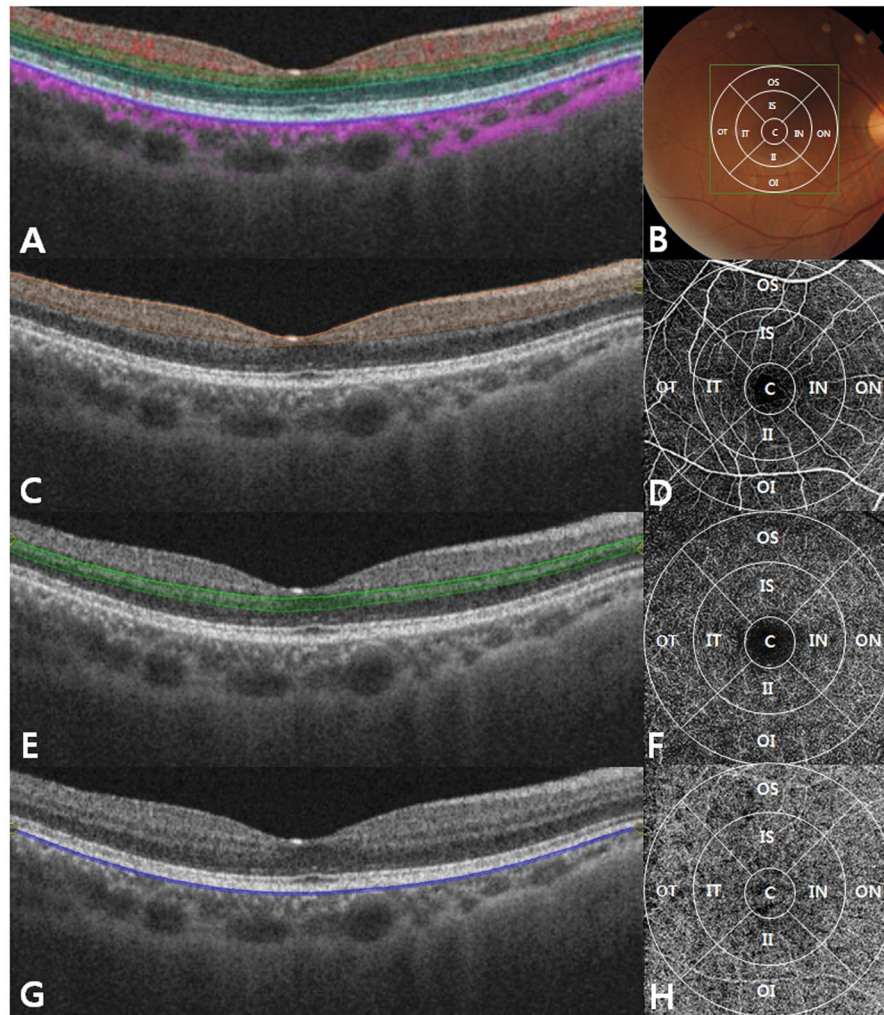 A
B
OS
IS
OT IT C IN ON
II
OI
C
D
OS
IS
OT IT C IN ON
II
OI
E
F
OS
IS
OT IT C IN ON
II
OI
G
H
OS
IS
OT IT C IN ON
II
OI